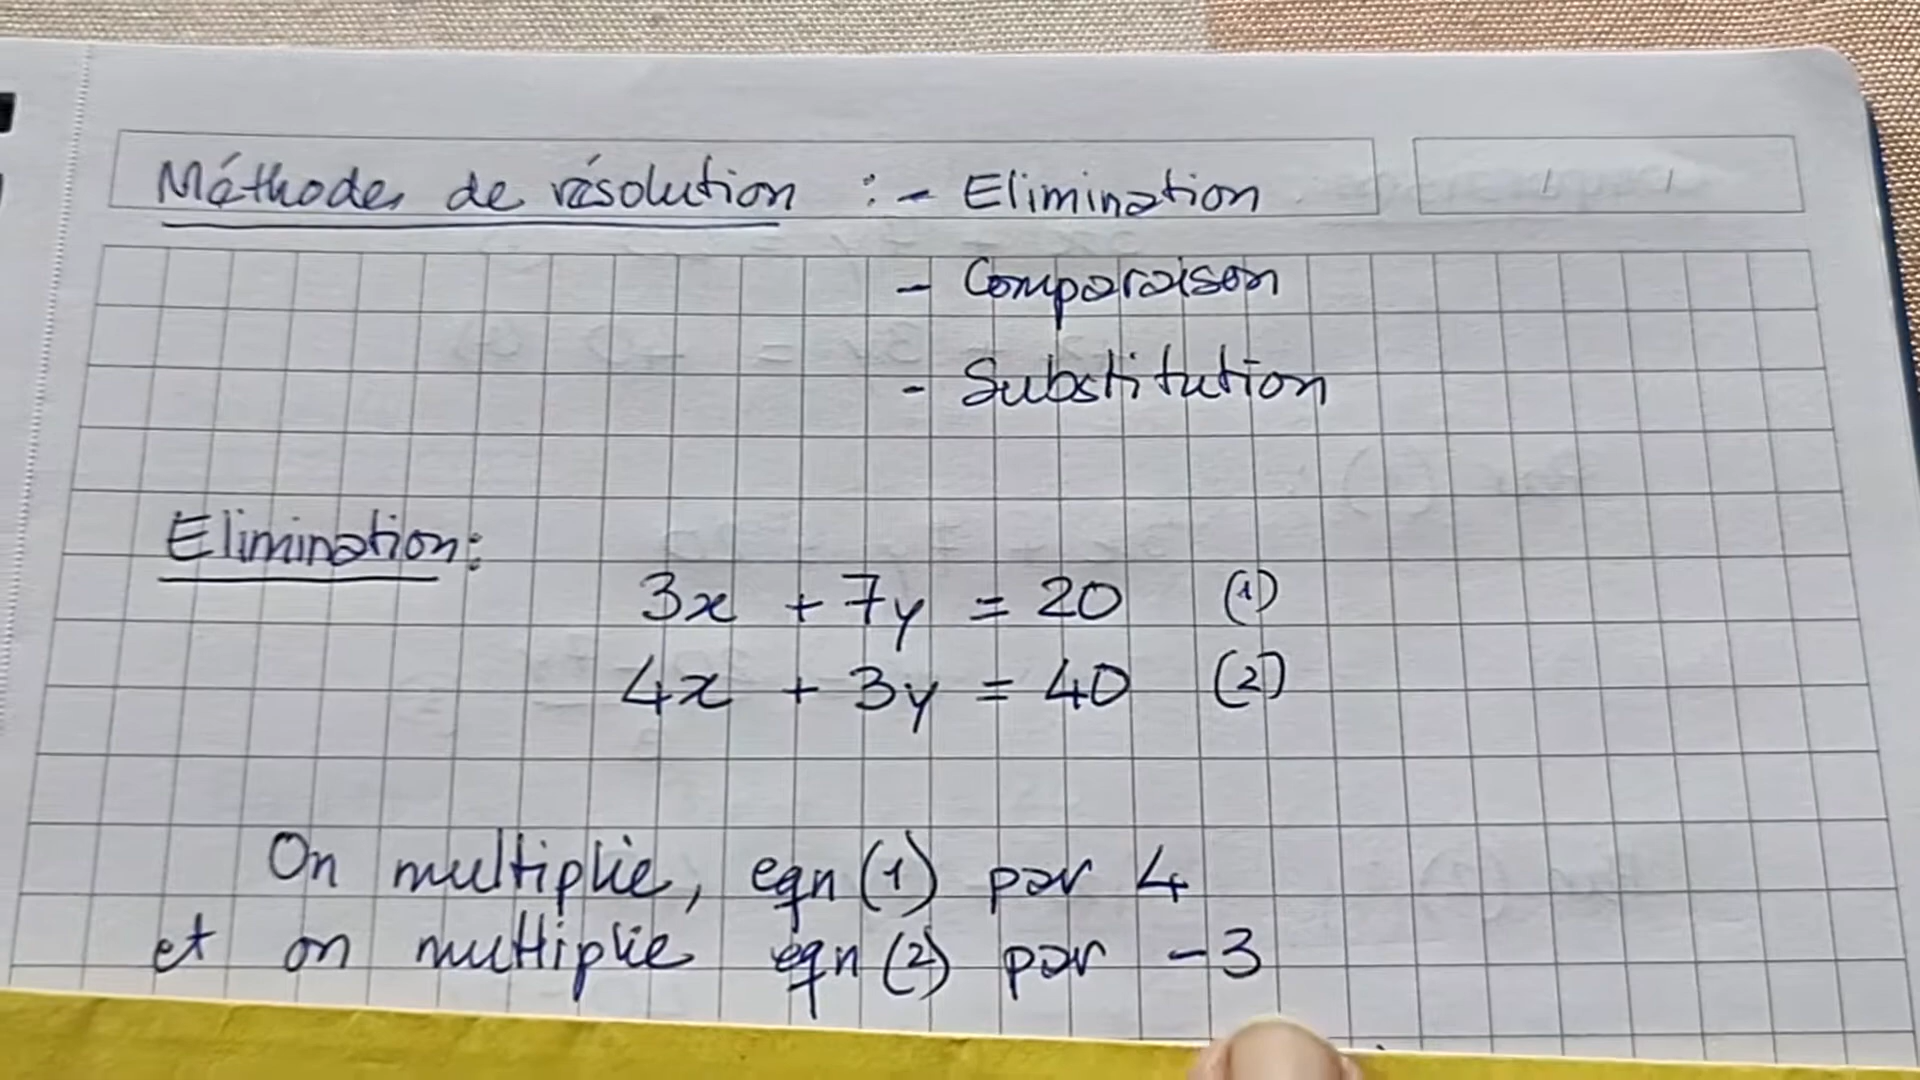 Méthodes de résolution : - Elimination
- Comparaison
- Substitution
Elimination:
3x + 7y = 20 (1)
4x + 3y = 40 (2)
On multiplie, eqn (1) par 4
et on multiplie eqn (2) par -3